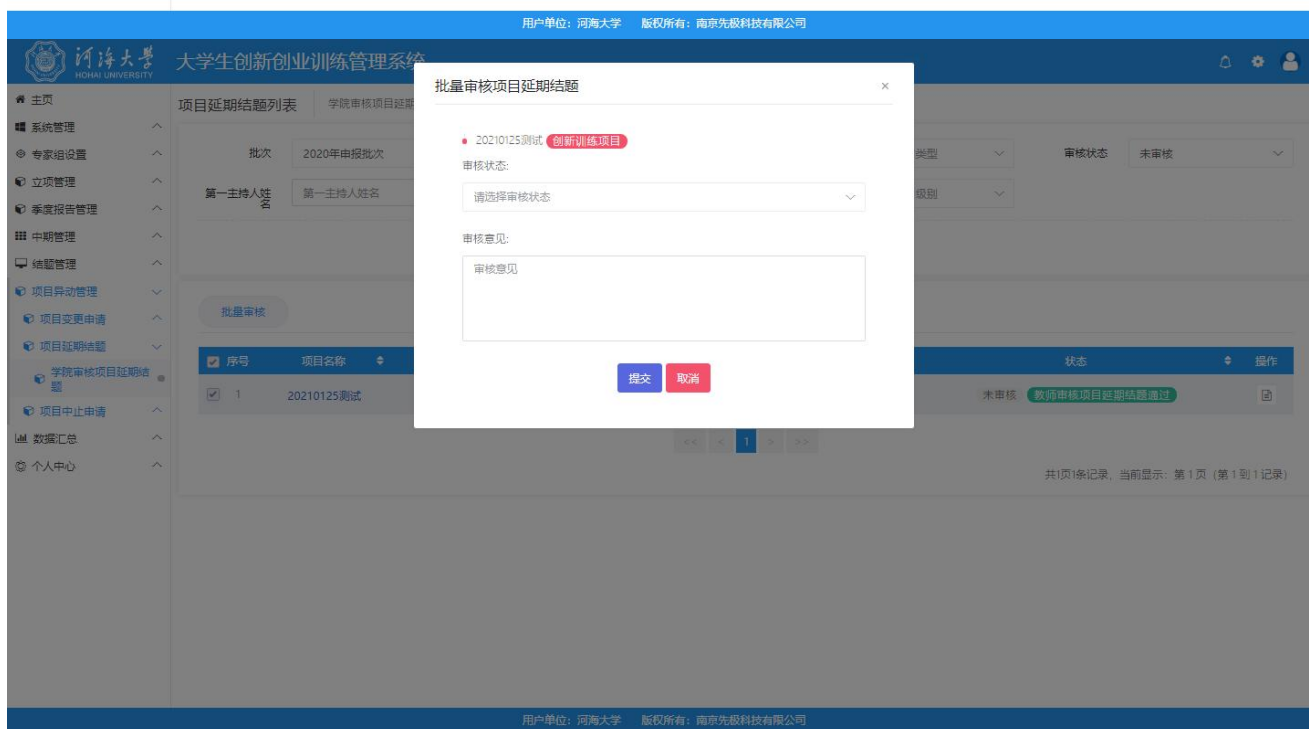 用户单位：河海大学 版权所有：南京先极科技有限公司
河海大学
HOHAI UNIVERSITY
大学生创新创业训练管理系统
主页
系统管理
专家组设置
立项管理
季度报告管理
中期管理
结题管理
项目异动管理
项目变更申请
项目延期结题
学院审核项目延期结
题
项目中止申请
数据汇总
个人中心
项目延期结题列表 学院审核项目延期
批次 2020年申报批次 类型 审核状态 未审核
第一主持人姓
名
第一主持人姓名 级别
批量审核项目延期结题 ×
20210125测试 创新训练项目
审核状态:
请选择审核状态
审核意见:
审核意见
提交 取消
批量审核
序号 项目名称 状态 操作
1 20210125测试 未审核 教师审核项目延期结题通过
<< < 1 > >>
共1页1条记录，当前显示：第 1 页（第 1 到 1 记录）
用户单位：河海大学 版权所有：南京先极科技有限公司